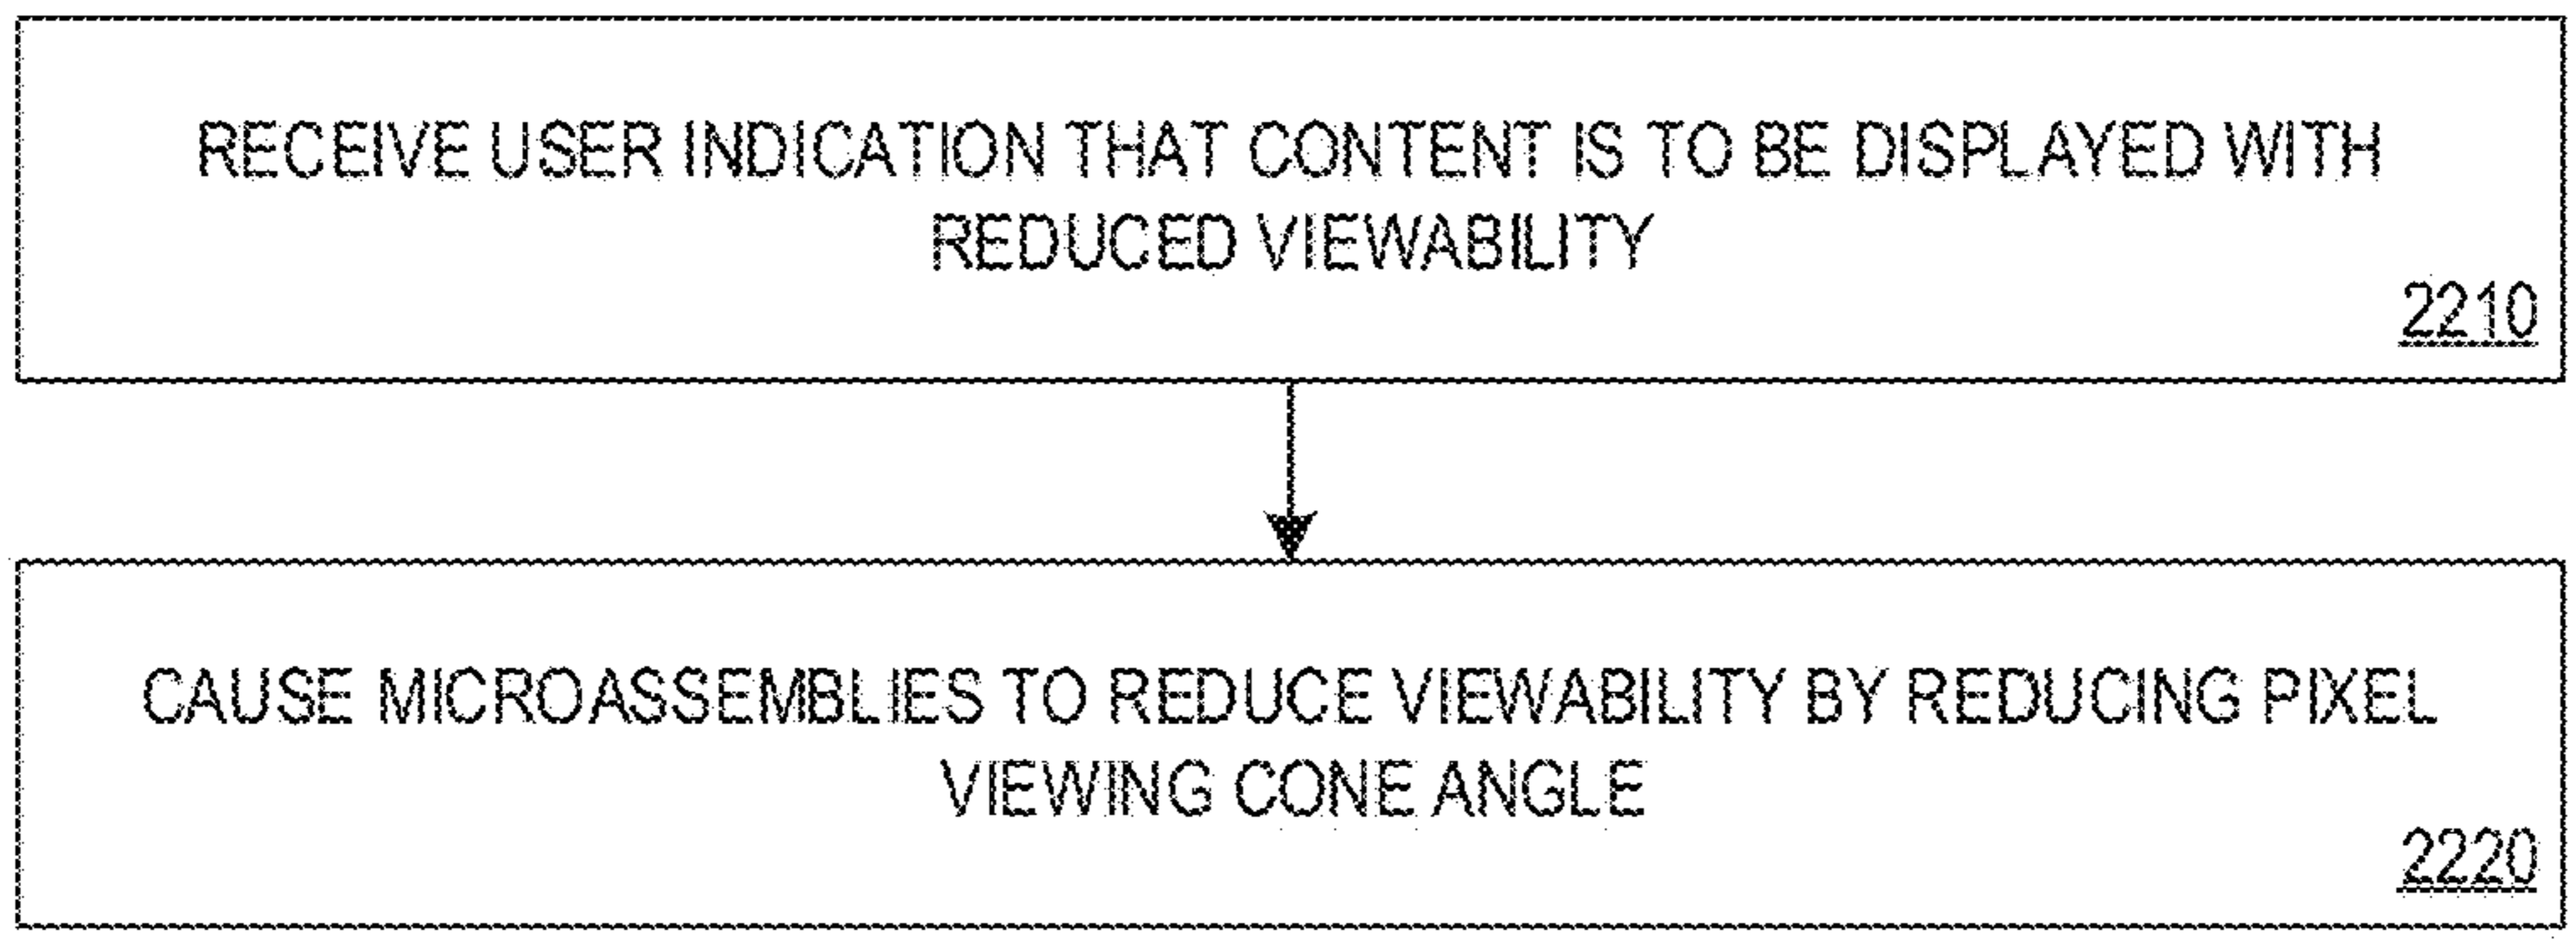 RECEIVE USER INDICATION THAT CONTENT IS TO BE DISPLAYED WITH
REDUCED VIEWABILITY
2210
CAUSE MICROASSEMBLIES TO REDUCE VIEWABILITY BY REDUCING PIXEL
VIEWING CONE ANGLE
2220